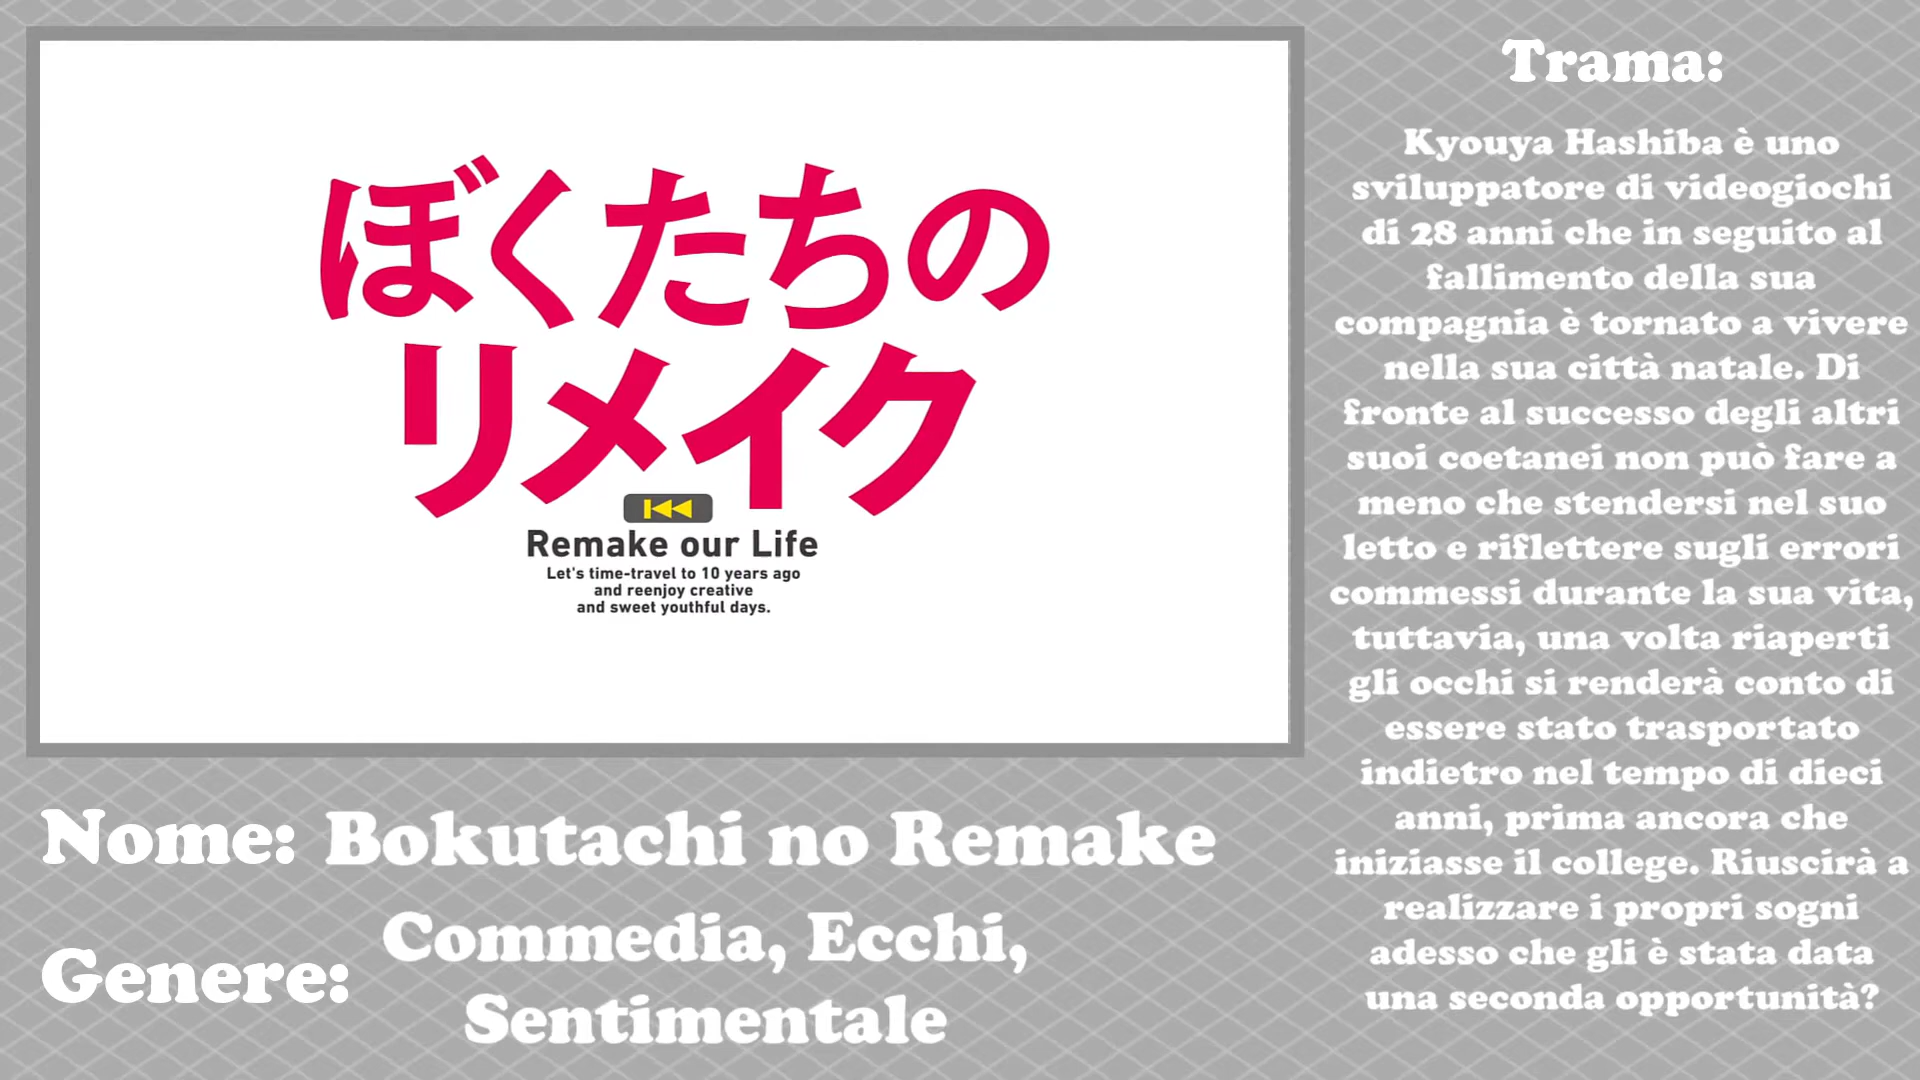 ぼくたちの
リメイク
Remake our Life
Let's time-travel to 10 years ago
and reenjoy creative
and sweet youthful days.
Nome: Bokutachi no Remake
Genere: Commedia, Ecchi,
Sentimentale
Trama:
Kyouya Hashiba è uno
sviluppatore di videogiochi
di 28 anni che in seguito al
fallimento della sua
compagnia è tornato a vivere
nella sua città natale. Di
fronte al successo degli altri
suoi coetanei non può fare a
meno che stendersi nel suo
letto e riflettere sugli errori
commessi durante la sua vita,
tuttavia, una volta riaperti
gli occhi si renderà conto di
essere stato trasportato
indietro nel tempo di dieci
anni, prima ancora che
iniziasse il college. Riuscirà a
realizzare i propri sogni
adesso che gli è stata data
una seconda opportunità?